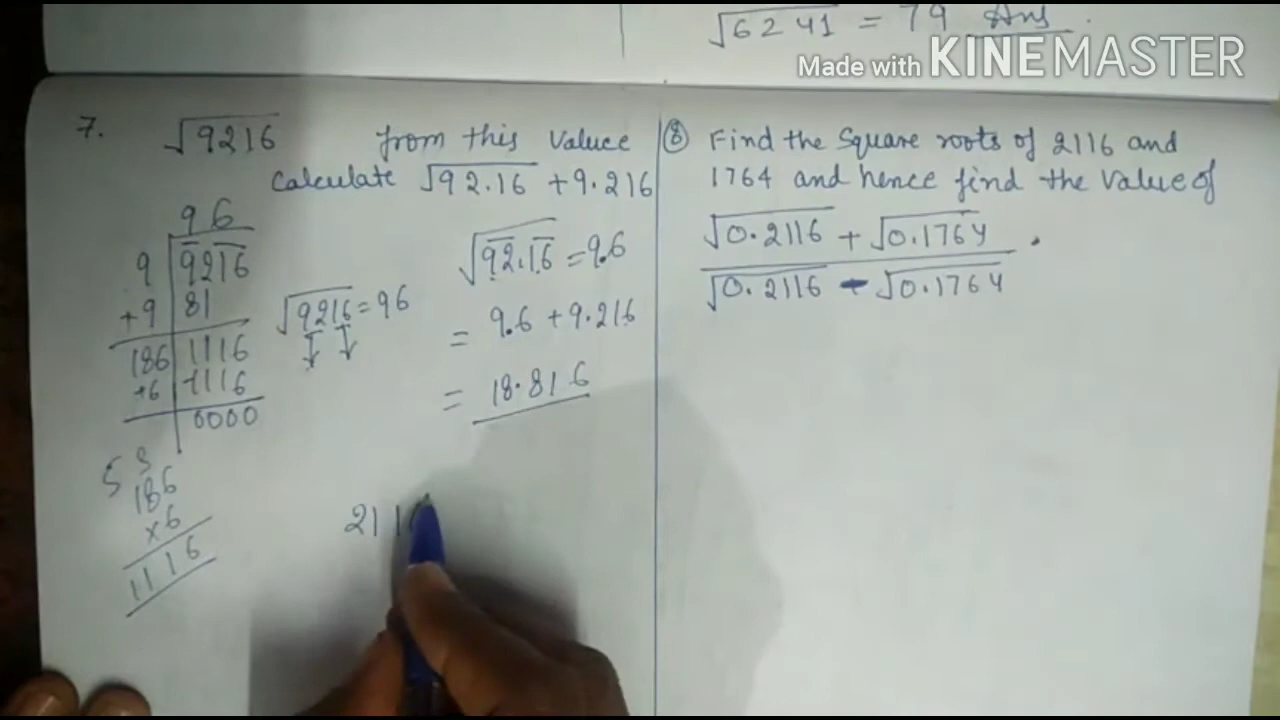 √6241 = 79 Ans.
Made with KINEMASTER
7. √9216 from this Valuee
Calculate √92.16 + 9.216
96
9 9216
+9 81
186 1116
+6 -1116
0000
√9216 = 96
√92.16 = 9.6
= 9.6 + 9.216
= 18.816
186
×6
1116
211
⑧ Find the Square roots of 2116 and
1764 and hence find the Value of
√0.2116 + √0.1764
√0.2116 - √0.1764